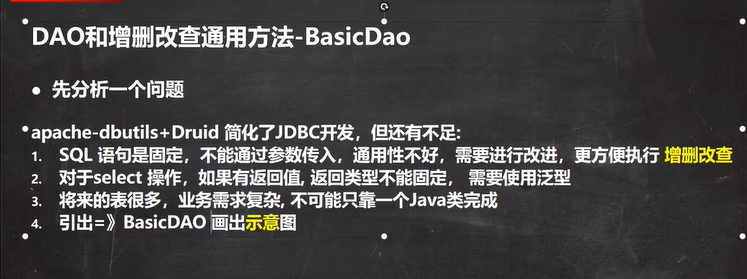 DAO和增删改查通用方法-BasicDao
● 先分析一个问题
apache-dbutils+Druid 简化了JDBC开发，但还有不足:
1. SQL 语句是固定，不能通过参数传入，通用性不好，需要进行改进，更方便执行 增删改查
2. 对于select 操作，如果有返回值, 返回类型不能固定， 需要使用泛型
3. 将来的表很多，业务需求复杂, 不可能只靠一个Java类完成
4. 引出=》BasicDAO 画出示意图